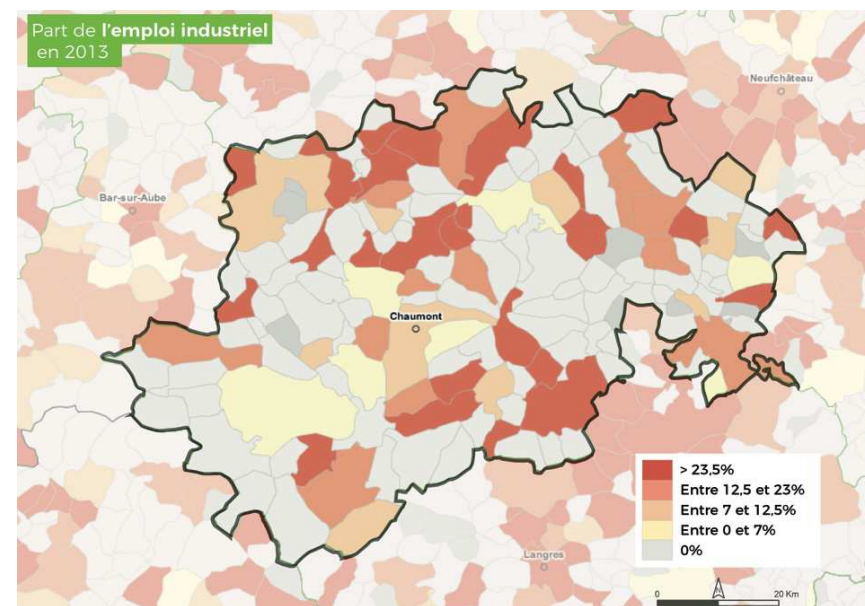 Part de l'emploi industriel
en 2013
Neufchâteau
Bar-sur-Aube
Chaumont
> 23,5%
Entre 12,5 et 23%
Entre 7 et 12,5%
Entre 0 et 7%
0%
Langres
0 20 Km